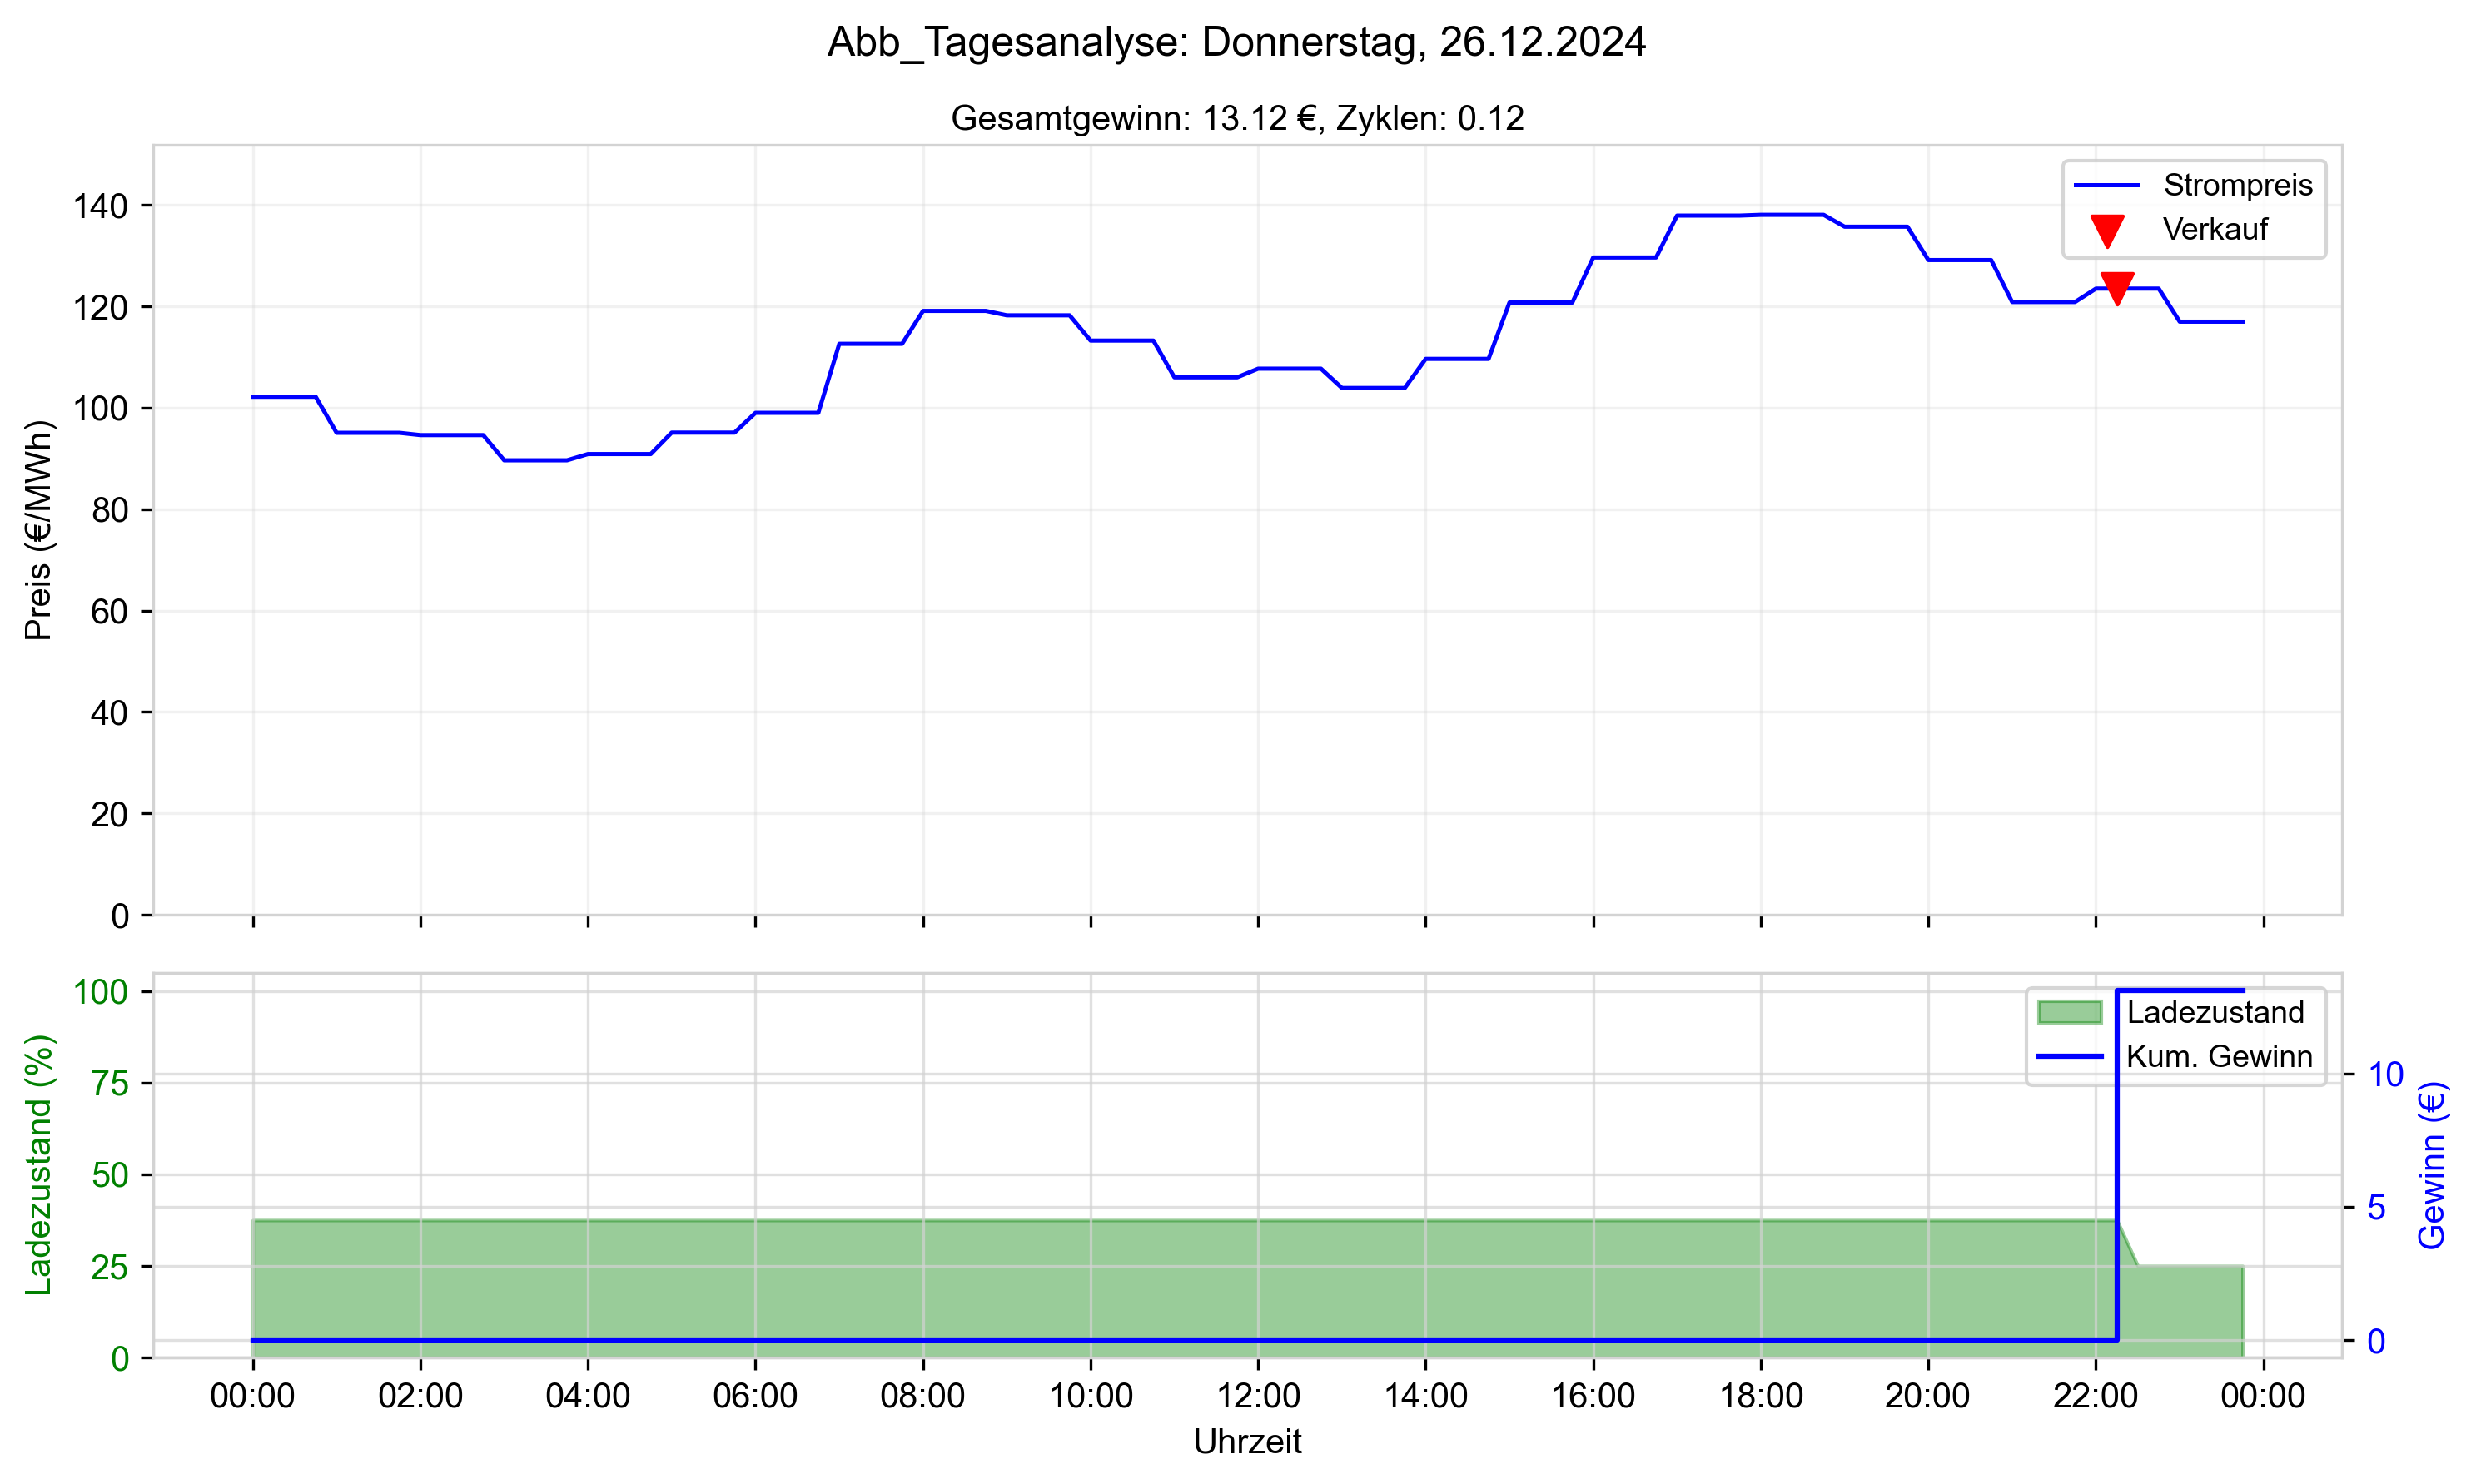 Abb_Tagesanalyse: Donnerstag, 26.12.2024
Gesamtgewinn: 13.12 €, Zyklen: 0.12
Strompreis
Verkauf
Preis (€/MWh)
140
120
100
80
60
40
20
0
Ladezustand
Kum. Gewinn
Ladezustand (%)
100
75
50
25
0
10
5
0
Gewinn (€)
00:00 02:00 04:00 06:00 08:00 10:00 12:00 14:00 16:00 18:00 20:00 22:00 00:00
Uhrzeit